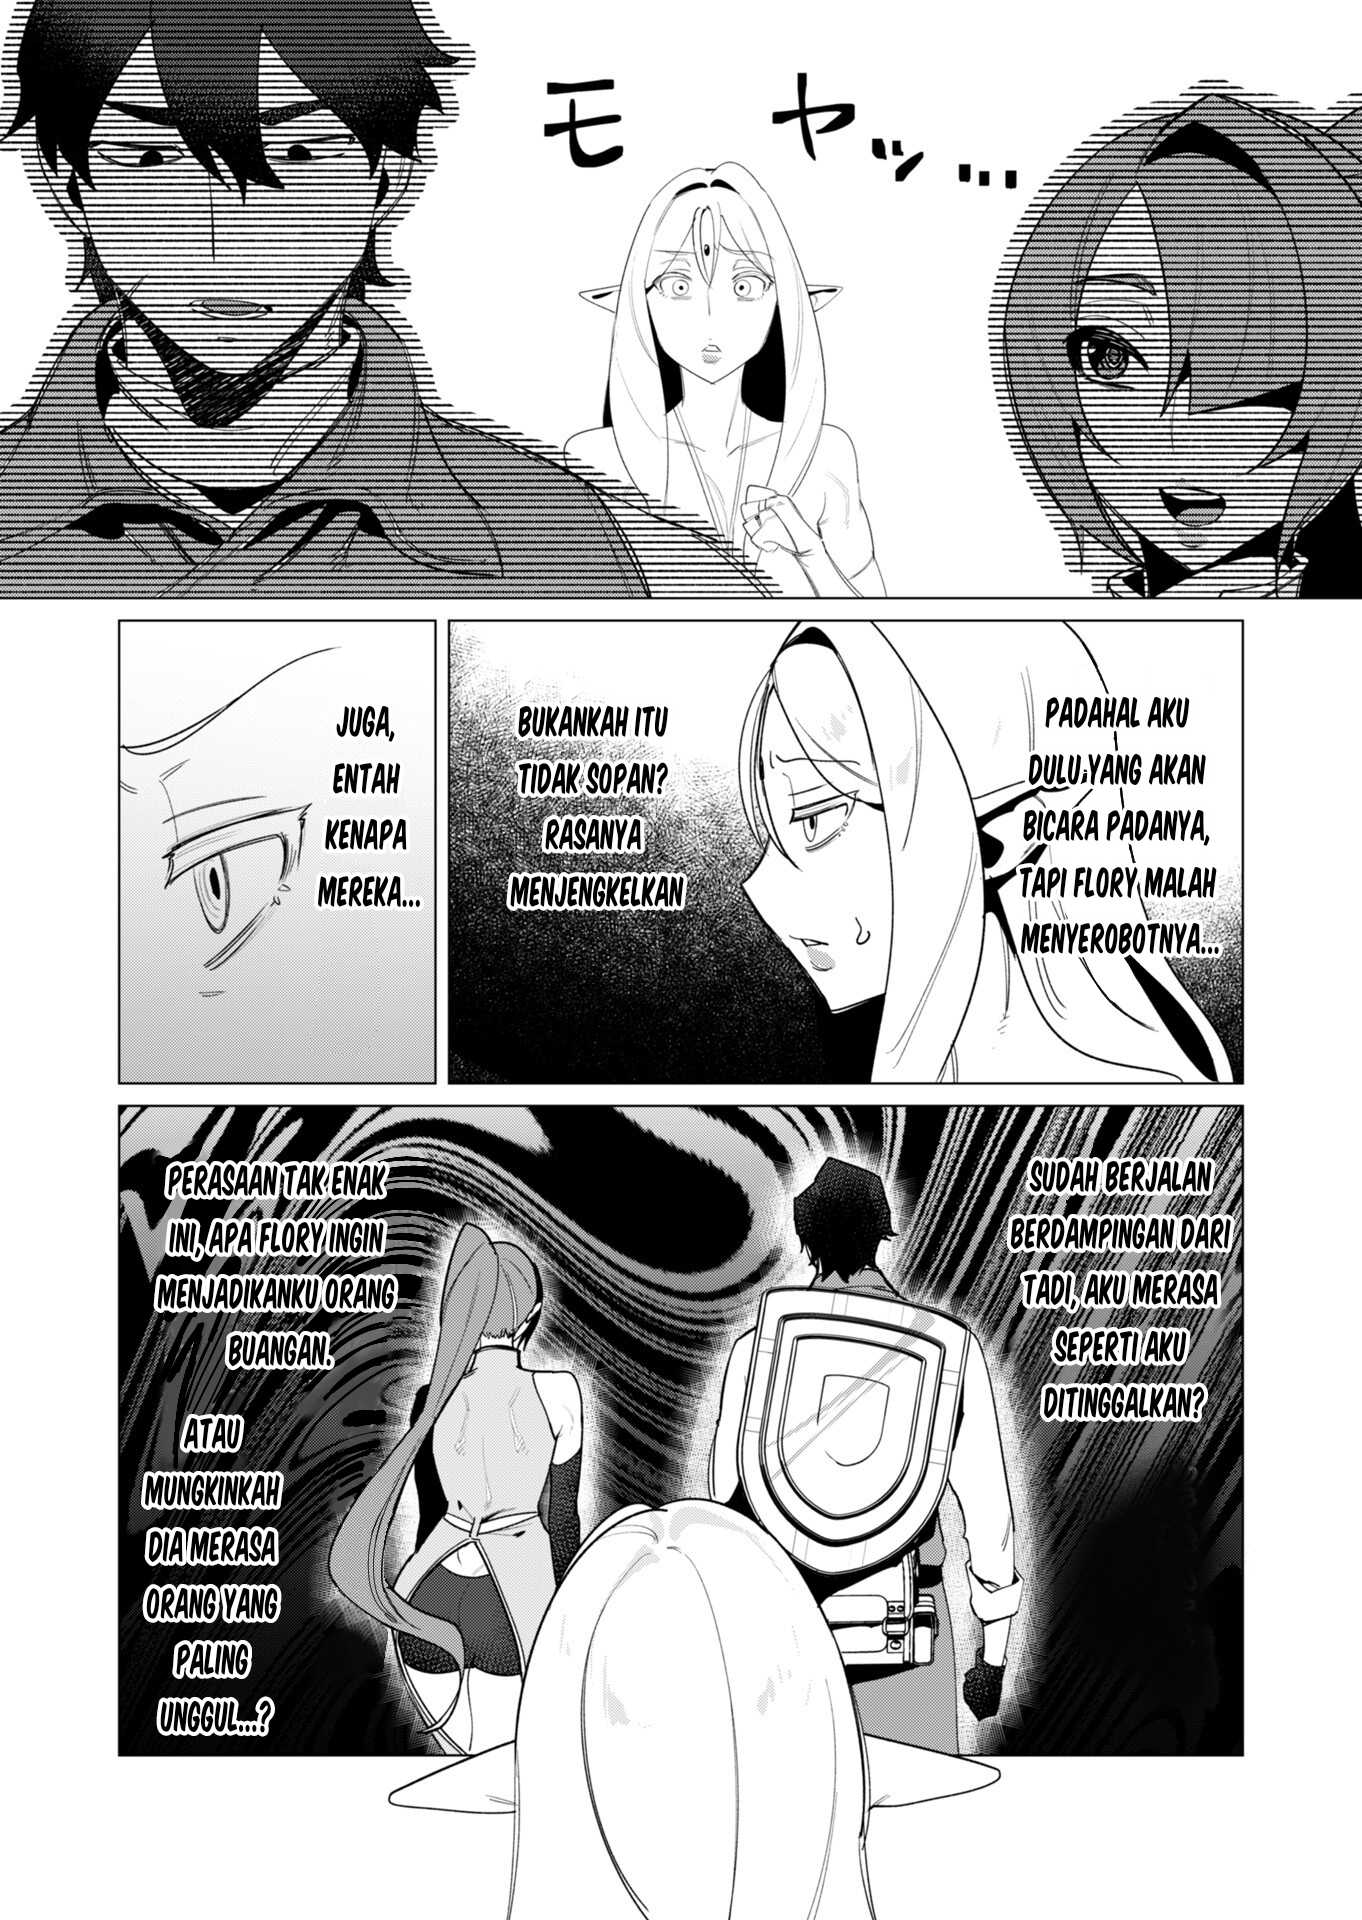 モヤッ…
PADAHAL AKU
DULU YANG AKAN
BICARA PADANYA,
TAPI FLORY MALAH
MENYEROBOTNYA...
BUKANKAH ITU
TIDAK SOPAN?
RASANYA
MENJENGKELKAN
JUGA,
ENTAH
KENAPA
MEREKA...
SUDAH BERJALAN
BERDAMPINGAN DARI
TADI, AKU MERASA
SEPERTI AKU
DITINGGALKAN?
PERASAAN TAK ENAK
INI, APA FLORY INGIN
MENJADIKANKU ORANG
BUANGAN.
ATAU
MUNGKINKAH
DIA MERASA
ORANG YANG
PALING
UNGGUL...?